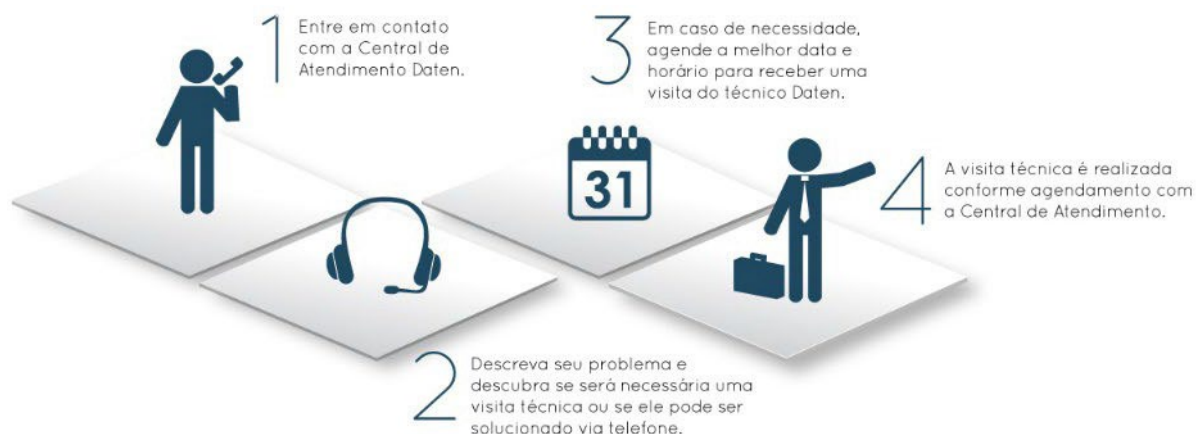 1
Entre em contato
com a Central de
Atendimento Daten.
2
Descreva seu problema e
descubra se será necessária uma
visita técnica ou se ele pode ser
solucionado via telefone.
3
Em caso de necessidade,
agende a melhor data e
horário para receber uma
visita do técnico Daten.
31
4
A visita técnica é realizada
conforme agendamento com
a Central de Atendimento.